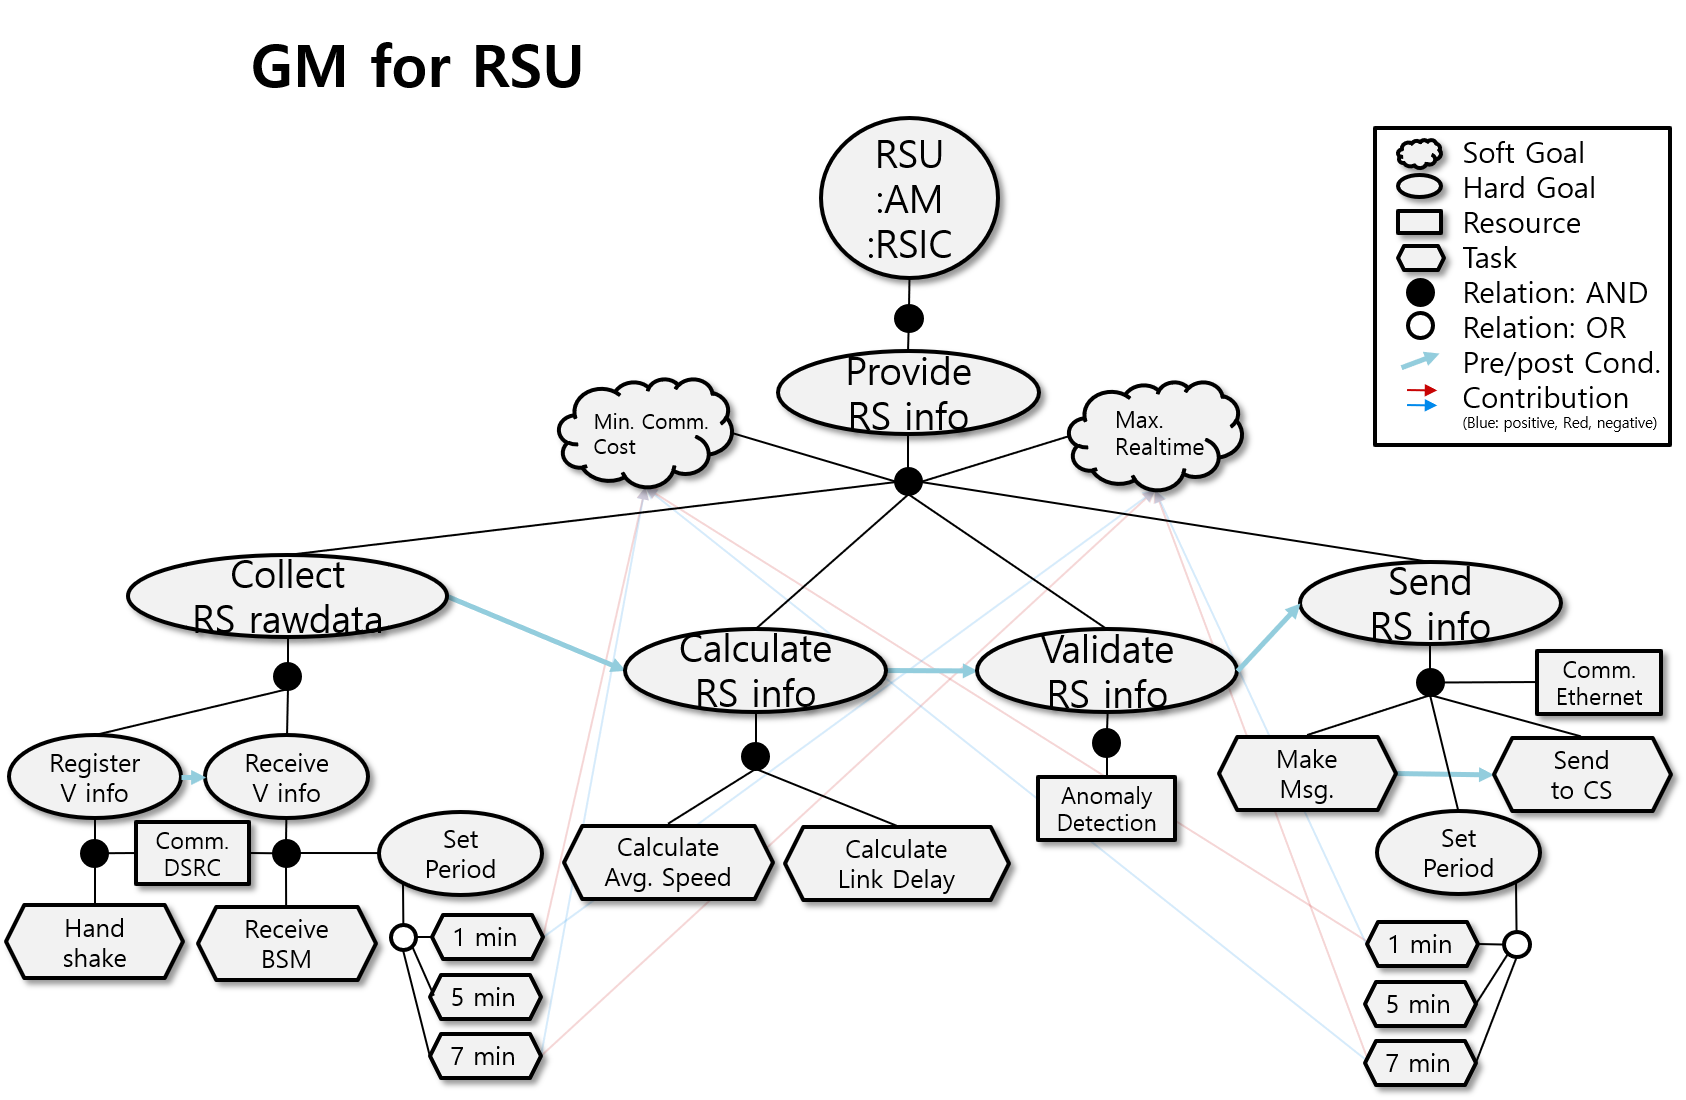 GM for RSU
RSU
:AM
:RSIC
Soft Goal
Hard Goal
Resource
Task
Relation: AND
Relation: OR
Pre/post Cond.
Contribution
(Blue: positive, Red, negative)
Provide
RS info
Min. Comm.
Cost
Max.
Realtime
Collect
RS rawdata
Calculate
RS info
Validate
RS info
Send
RS info
Comm.
Ethernet
Register
V info
Receive
V info
Comm.
DSRC
Set
Period
Hand
shake
Receive
BSM
1 min
5 min
7 min
Calculate
Avg. Speed
Calculate
Link Delay
Anomaly
Detection
Make
Msg.
Send
to CS
Set
Period
1 min
5 min
7 min